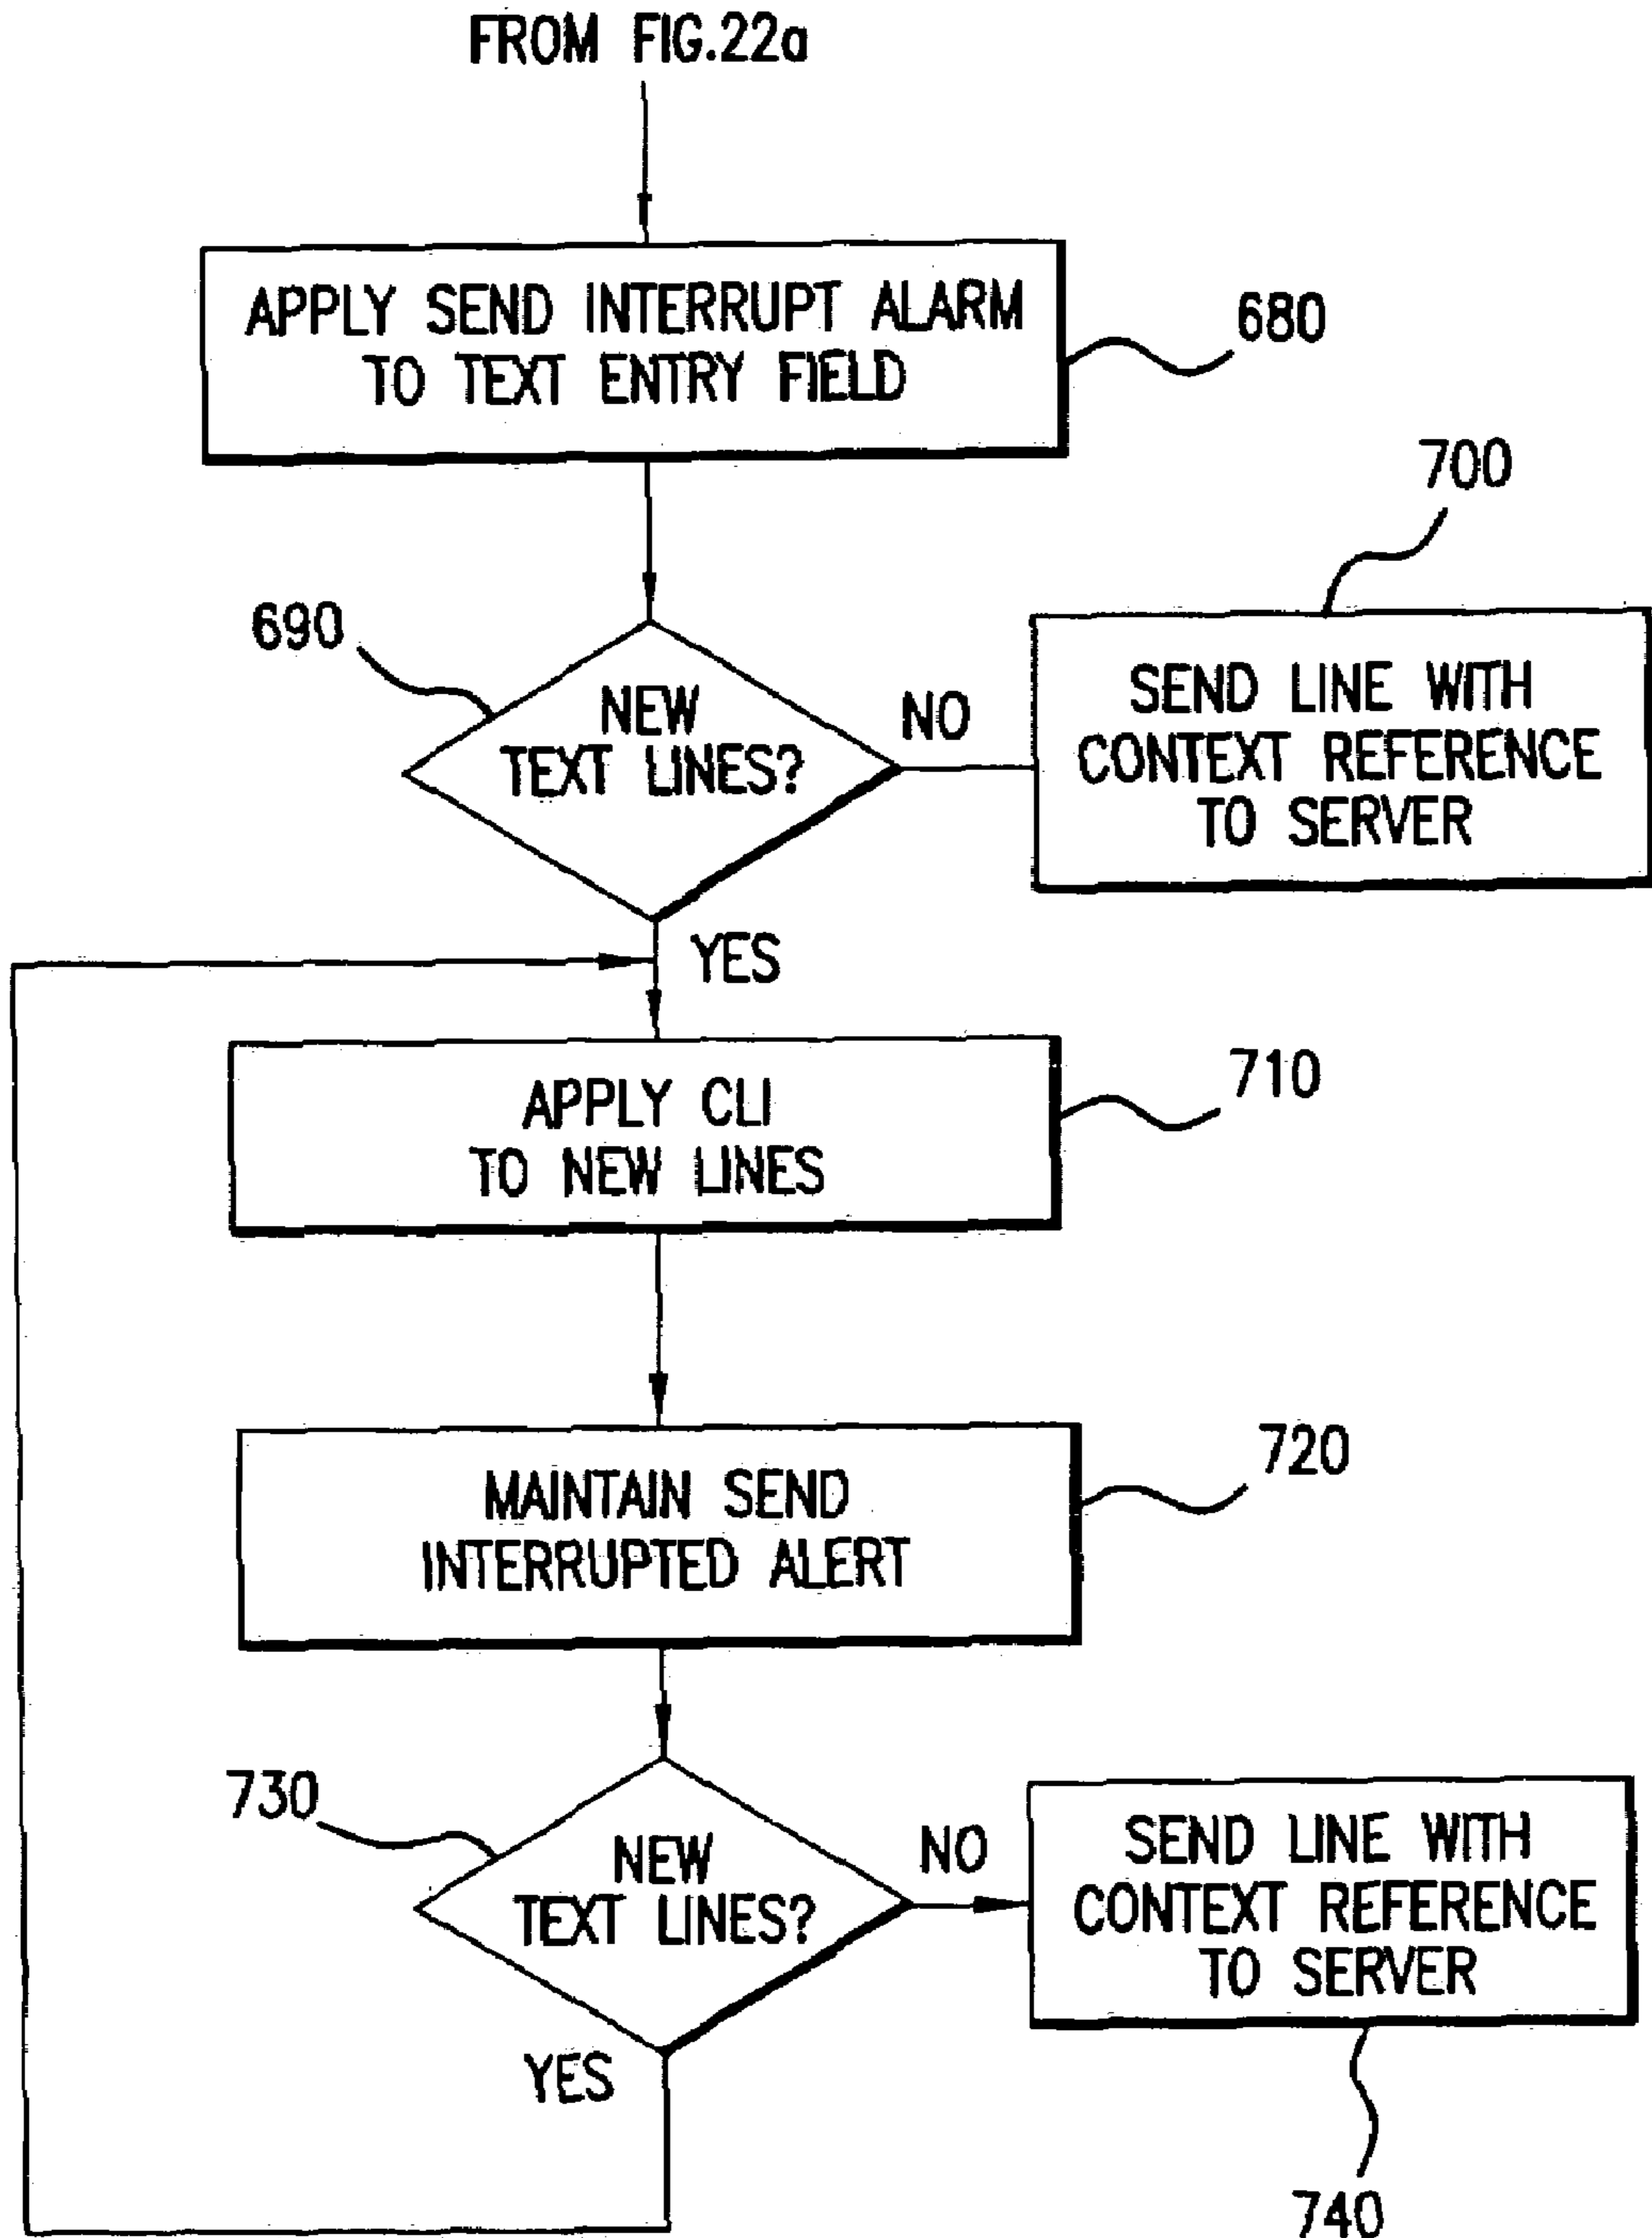 FROM FIG.22a
APPLY SEND INTERRUPT ALARM
TO TEXT ENTRY FIELD
680
700
690
NEW
TEXT LINES?
NO
SEND LINE WITH
CONTEXT REFERENCE
TO SERVER
YES
APPLY CLI
TO NEW LINES
710
MAINTAIN SEND
INTERRUPTED ALERT
720
730
NEW
TEXT LINES?
NO
SEND LINE WITH
CONTEXT REFERENCE
TO SERVER
YES
740